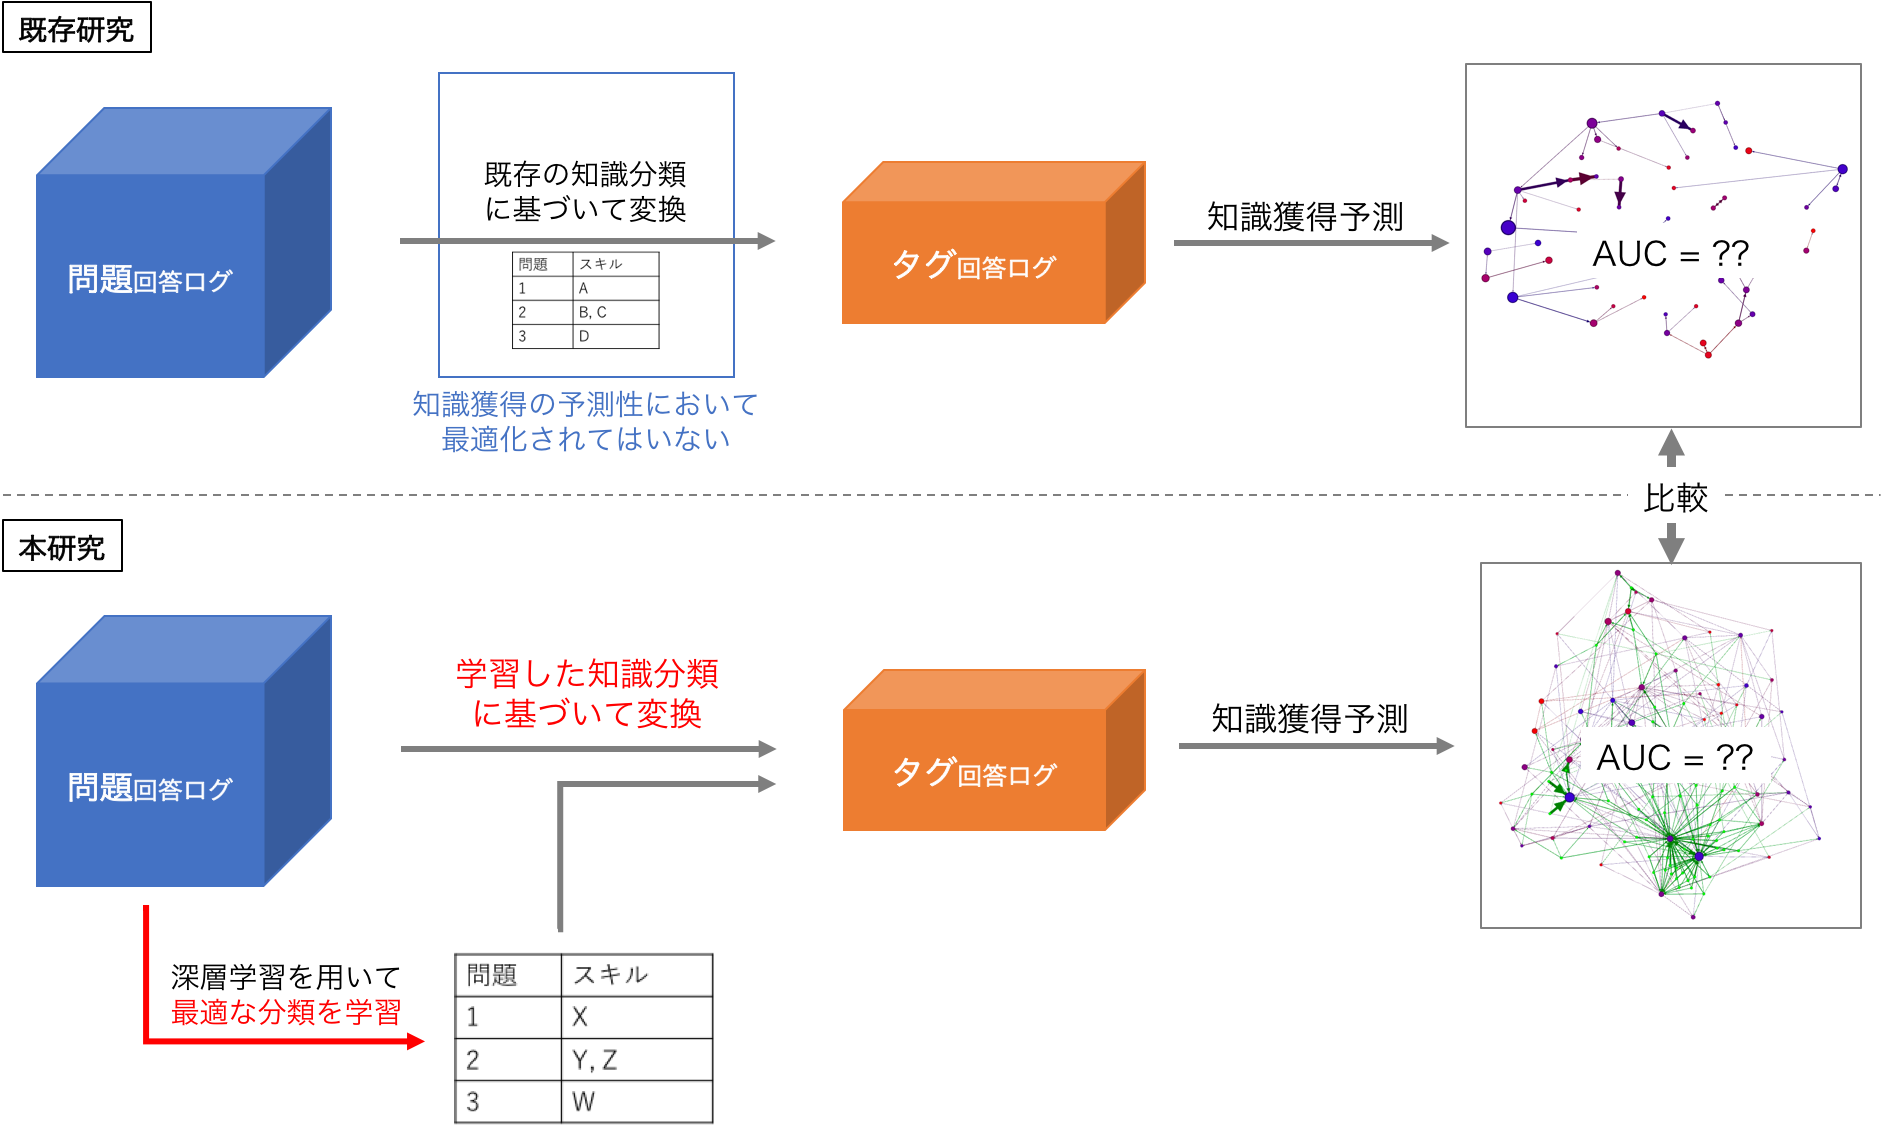 既存研究
既存の知識分類
に基づいて変換
問題回答ログ
問題 スキル
1 A
2 B, C
3 D
知識獲得の予測性において
最適化されてはいない
タグ回答ログ
知識獲得予測
AUC = ??
比較
本研究
問題回答ログ
学習した知識分類
に基づいて変換
タグ回答ログ
知識獲得予測
AUC = ??
深層学習を用いて
最適な分類を学習
問題 スキル
1 X
2 Y, Z
3 W